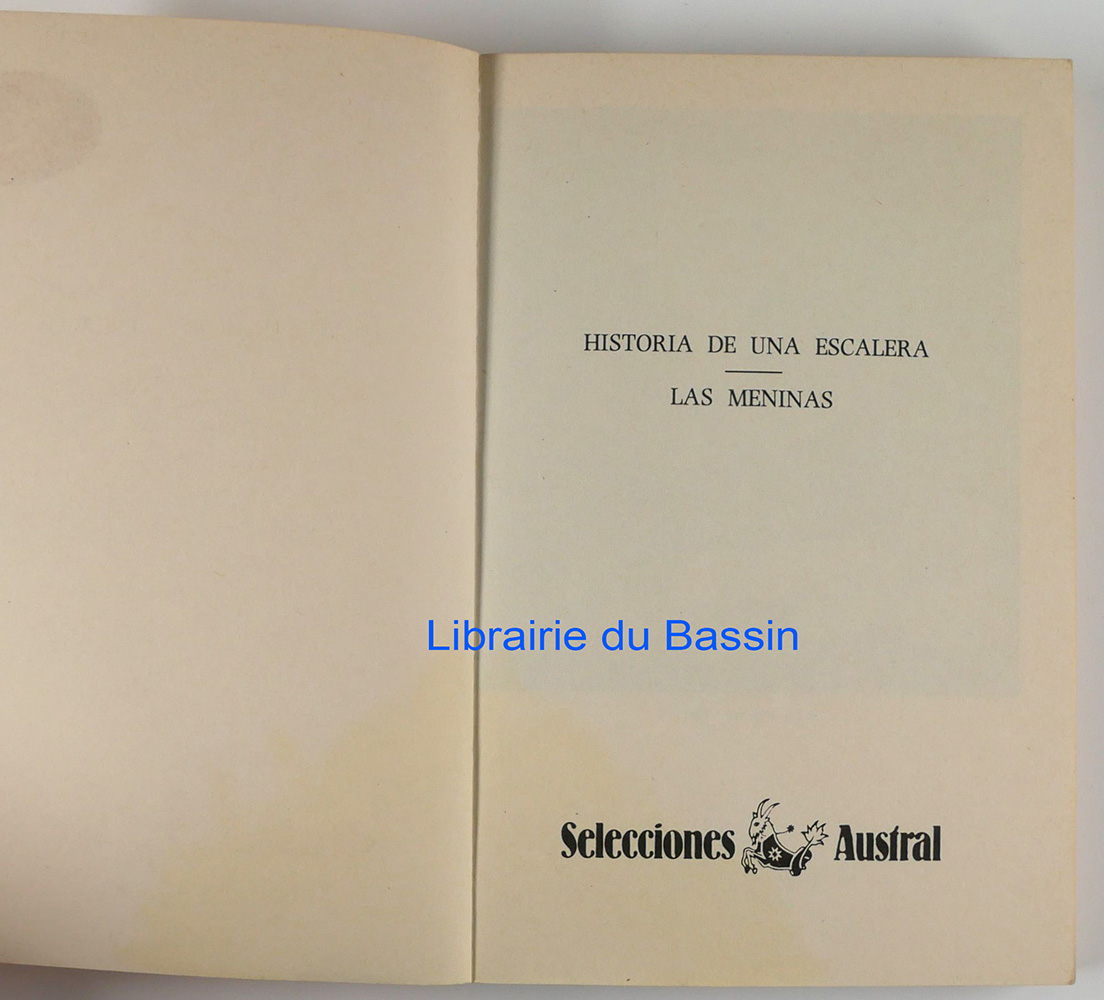 HISTORIA DE UNA ESCALERA
LAS MENINAS
Librairie du Bassin
Selecciones Austral